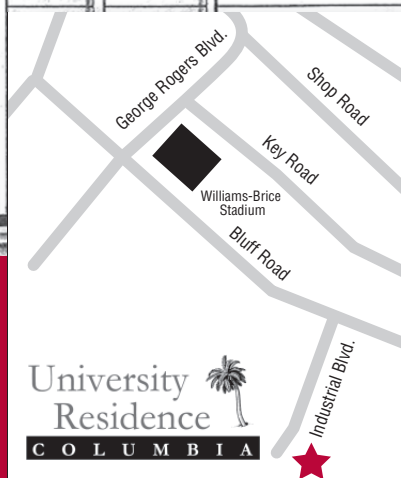 George Rogers Blvd.
Shop Road
Key Road
Williams-Brice
Stadium
Bluff Road
Industrial Blvd.
University
Residence
COLUMBIA